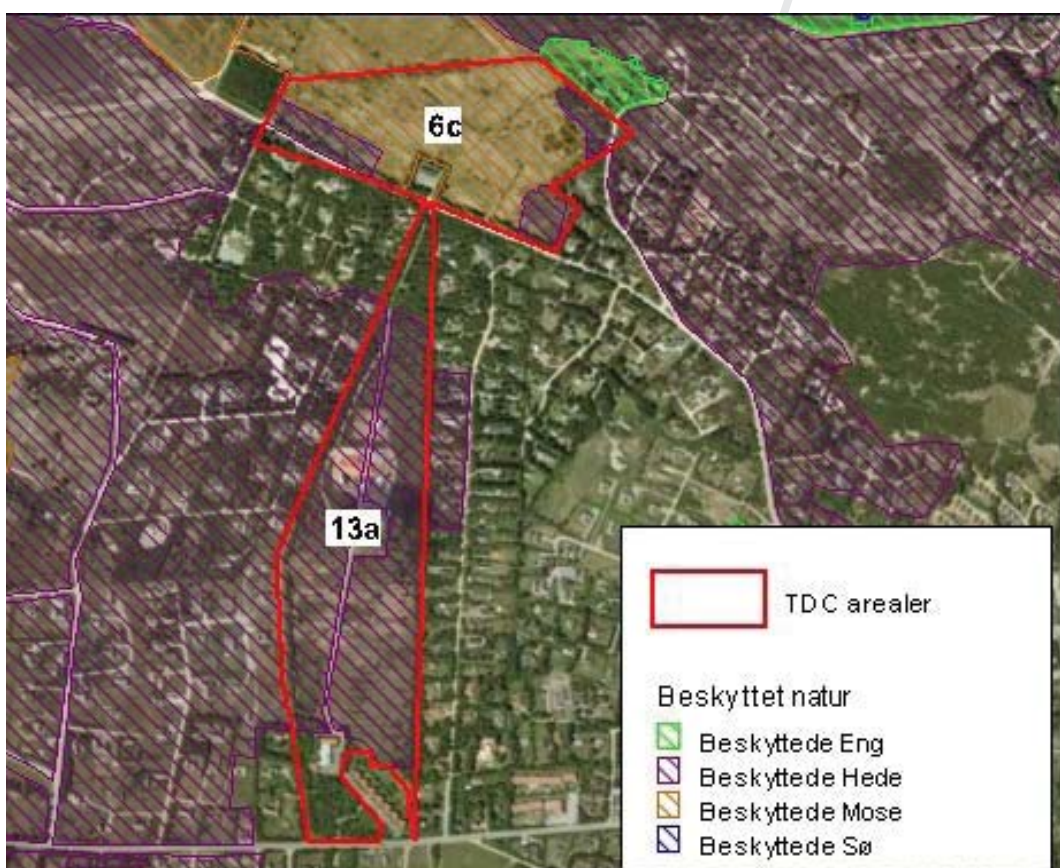 6c
13a
TDC arealer
Beskyttet natur
Beskyttede Eng
Beskyttede Hede
Beskyttede Mose
Beskyttede Sø